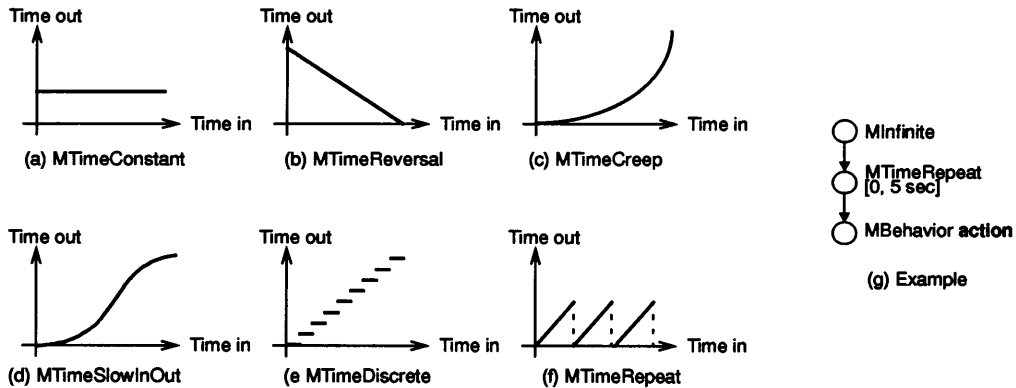 Time out
Time in
(a) MTimeConstant
Time out
Time in
(b) MTimeReversal
Time out
Time in
(c) MTimeCreep
MInfinite
MTimeRepeat
[0, 5 sec]
MBehavior action
(g) Example
Time out
Time in
(d) MTimeSlowInOut
Time out
Time in
(e MTimeDiscrete
Time out
Time in
(f) MTimeRepeat